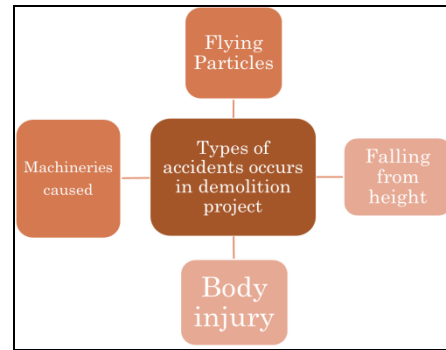 Flying
Particles
Machineries
caused
Types of
accidents occurs
in demolition
project
Falling
from
height
Body
injury